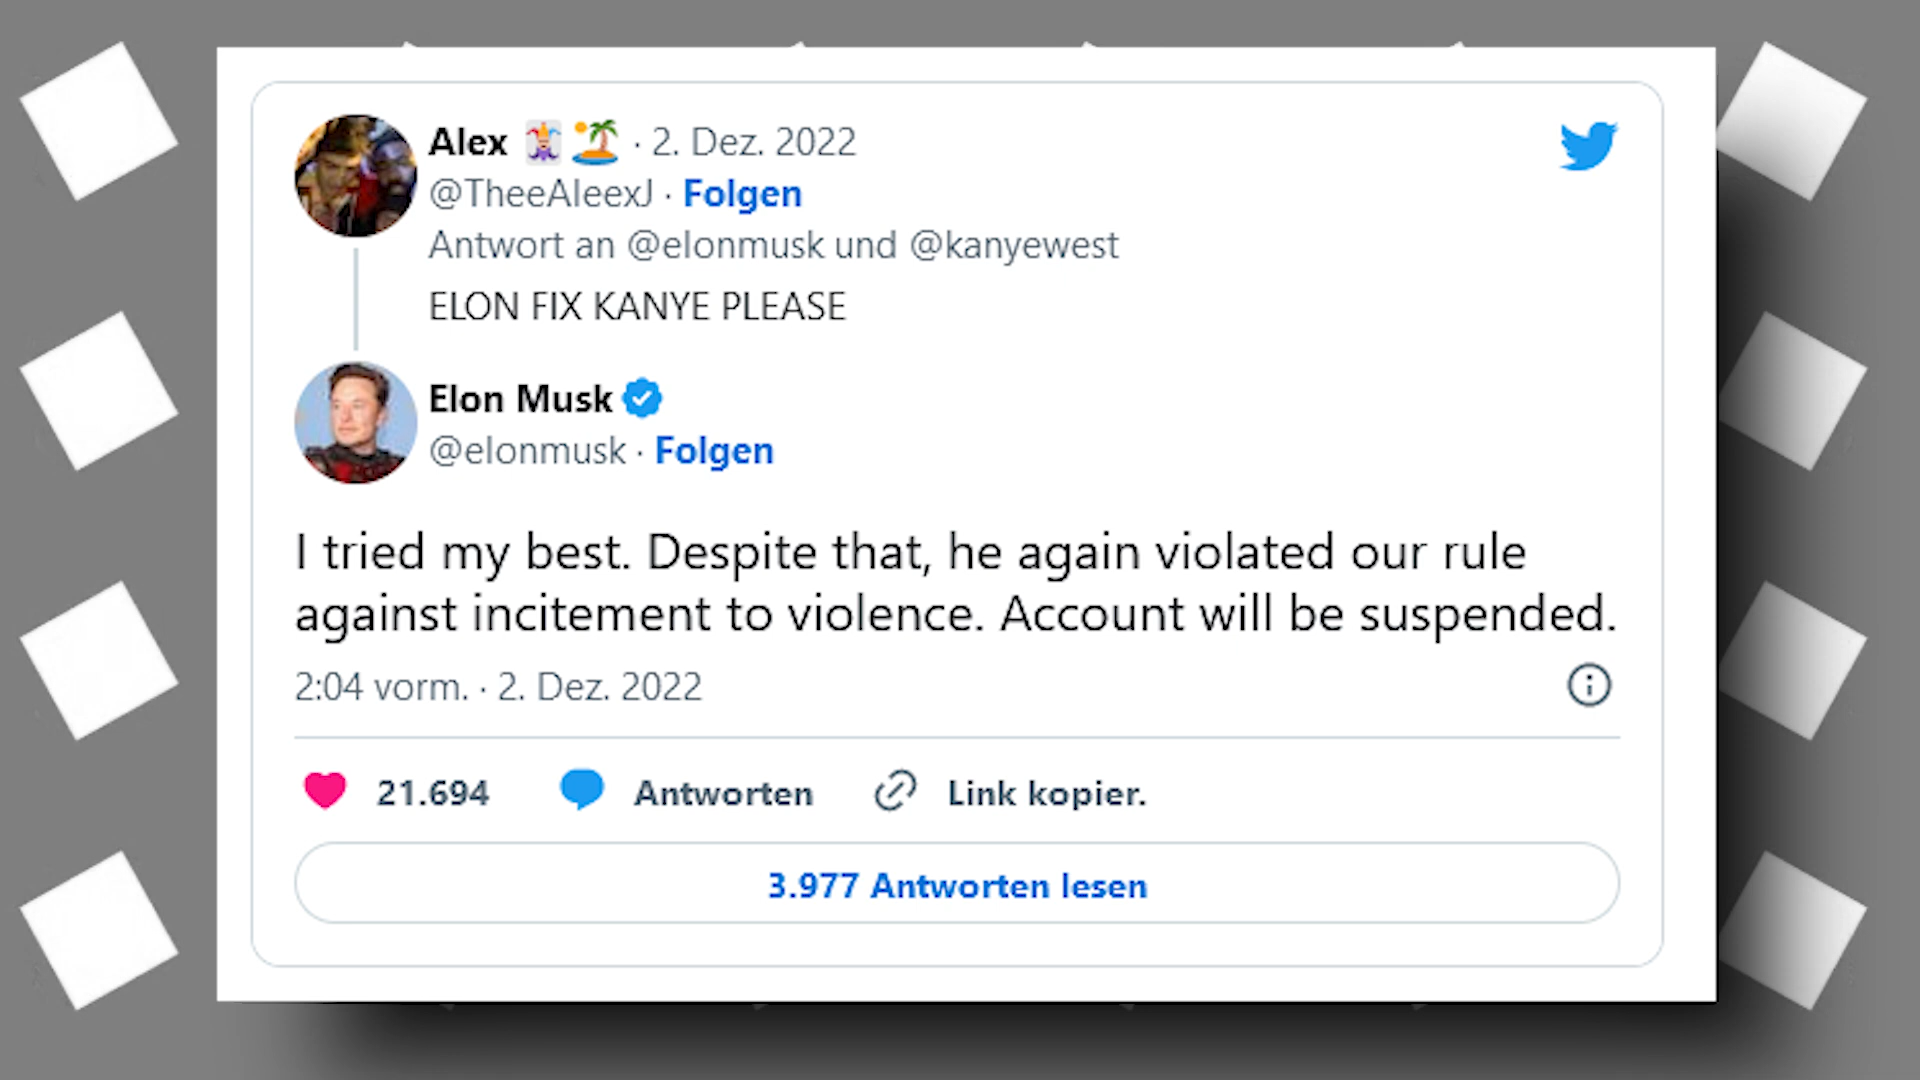 Alex 🃏🏝️ · 2. Dez. 2022
@TheeAleexJ · Folgen
Antwort an @elonmusk und @kanyewest
ELON FIX KANYE PLEASE
Elon Musk
@elonmusk · Folgen
I tried my best. Despite that, he again violated our rule
against incitement to violence. Account will be suspended.
2:04 vorm. · 2. Dez. 2022
21.694 Antworten Link kopier.
3.977 Antworten lesen